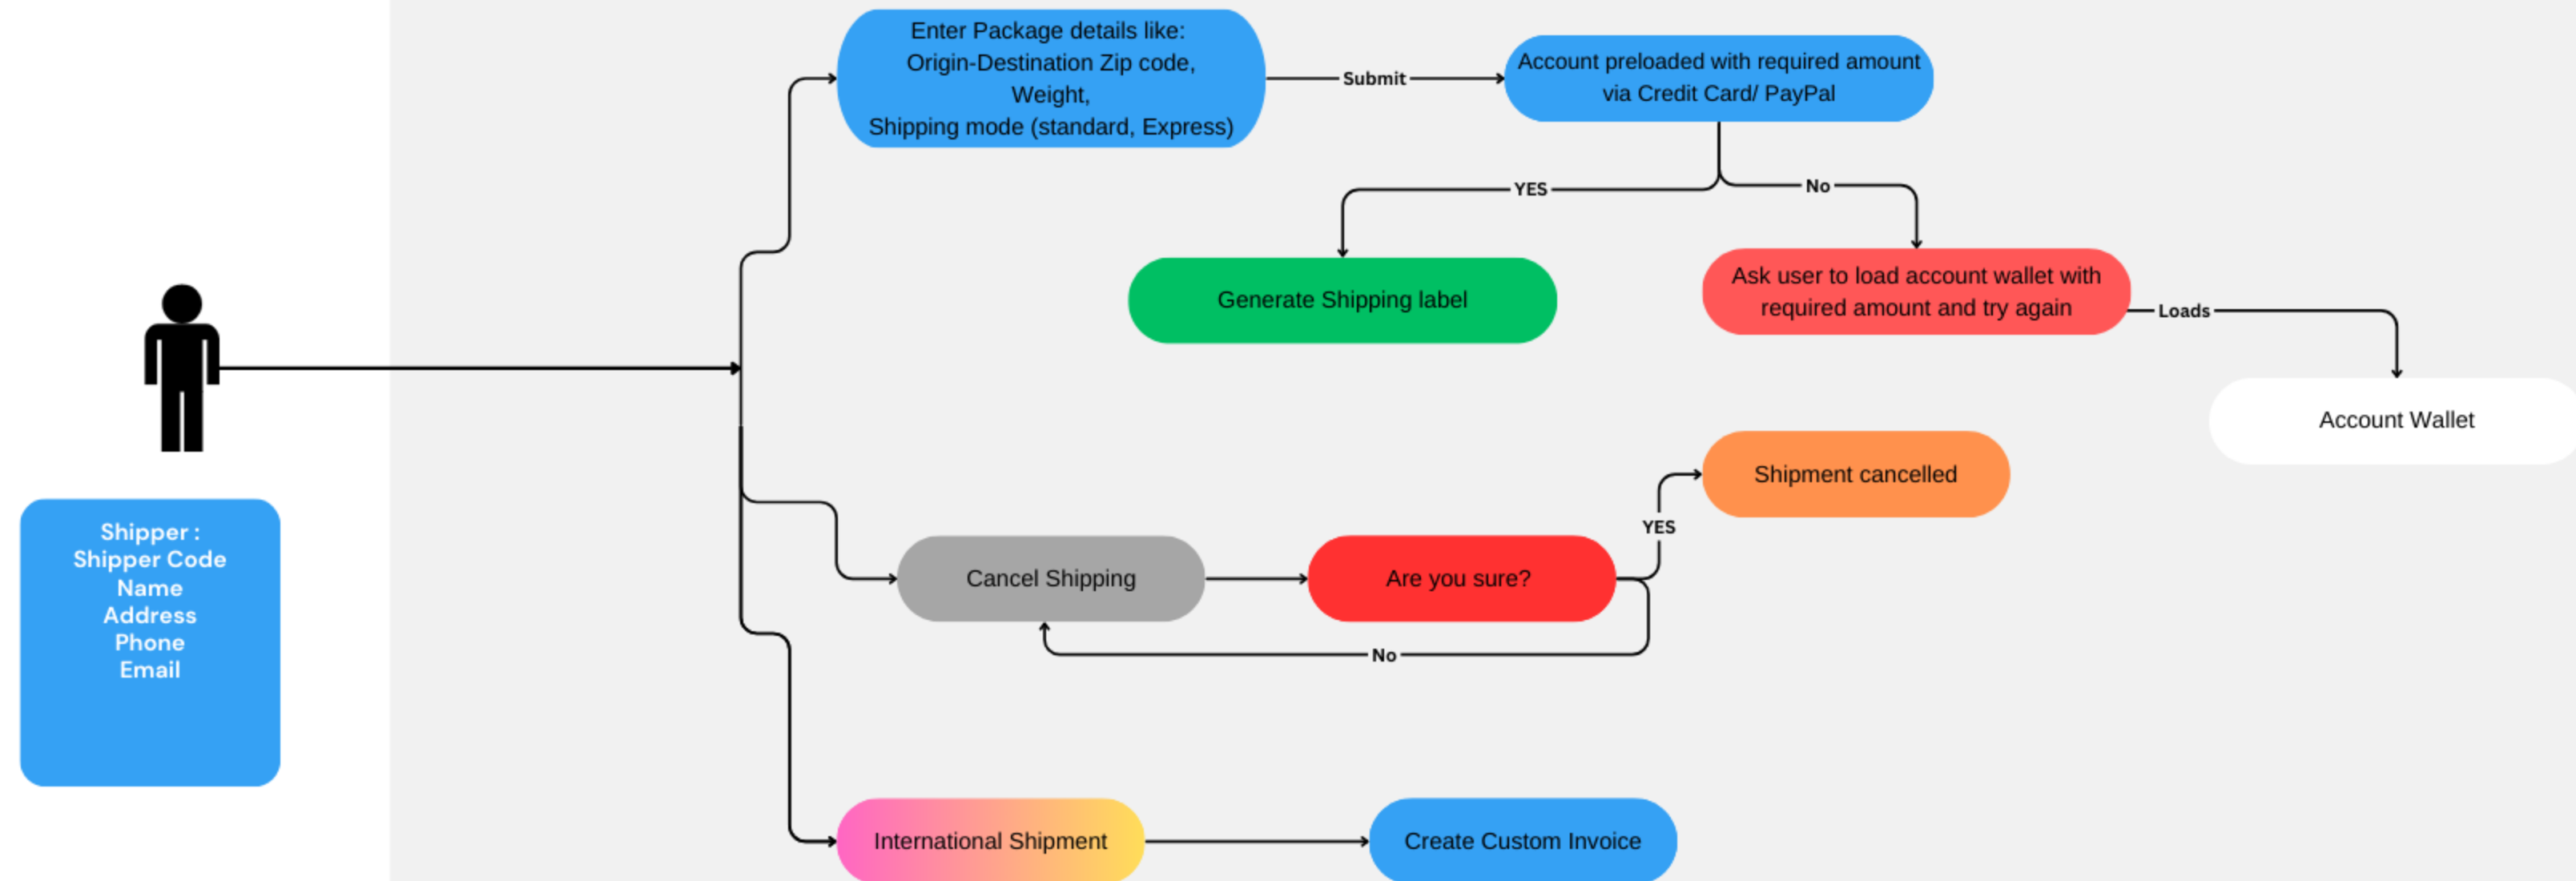 Enter Package details like:
Origin-Destination Zip code,
Weight,
Shipping mode (standard, Express)
Submit
Account preloaded with required amount
via Credit Card/ PayPal
YES
No
Generate Shipping label
Ask user to load account wallet with
required amount and try again
Loads
Account Wallet
Shipper :
Shipper Code
Name
Address
Phone
Email
Cancel Shipping
Are you sure?
YES
Shipment cancelled
No
International Shipment
Create Custom Invoice